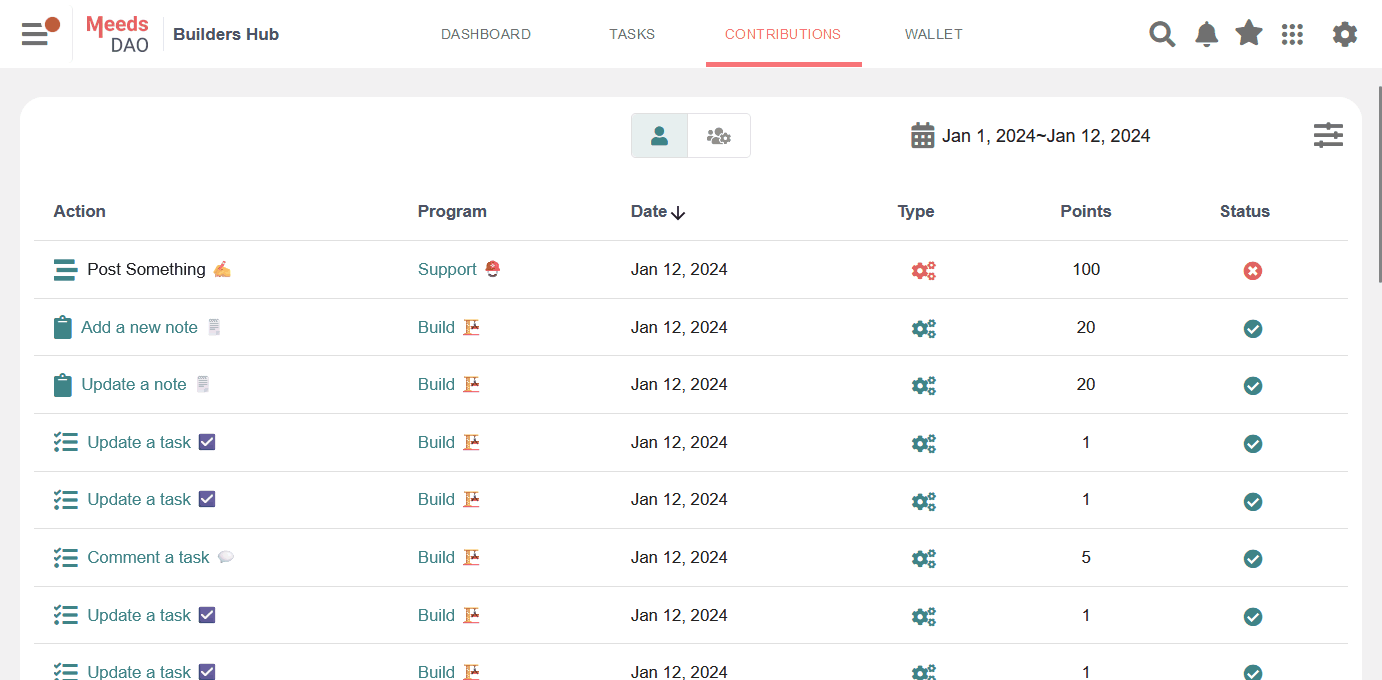 Meeds
DAO
Builders Hub
DASHBOARD TASKS CONTRIBUTIONS WALLET
Jan 1, 2024~Jan 12, 2024
Action Program Date Type Points Status
Post Something Support Jan 12, 2024 100
Add a new note Build Jan 12, 2024 20
Update a note Build Jan 12, 2024 20
Update a task Build Jan 12, 2024 1
Update a task Build Jan 12, 2024 1
Comment a task Build Jan 12, 2024 5
Update a task Build Jan 12, 2024 1
Update a task Build Jan 12, 2024 1